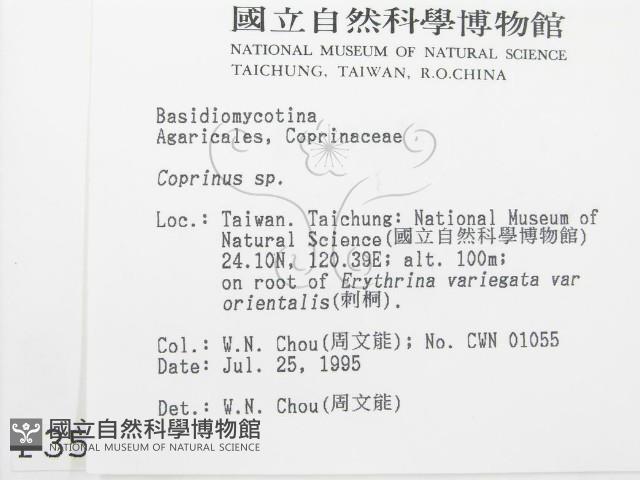 國立自然科學博物館
NATIONAL MUSEUM OF NATURAL SCIENCE
TAICHUNG, TAIWAN, R.O.CHINA
Basidiomycotina
Agaricales, Coprinaceae
Coprinus sp.
Loc.: Taiwan. Taichung: National Museum of
Natural Science(國立自然科學博物館)
24.10N, 120.39E; alt. 100m;
on root of Erythrina variegata var
orientalis(刺桐).
Col.: W.N. Chou(周文能); No. CWN 01055
Date: Jul. 25, 1995
Det.: W.N. Chou(周文能)
國立自然科學博物館
NATIONAL MUSEUM OF NATURAL SCIENCE